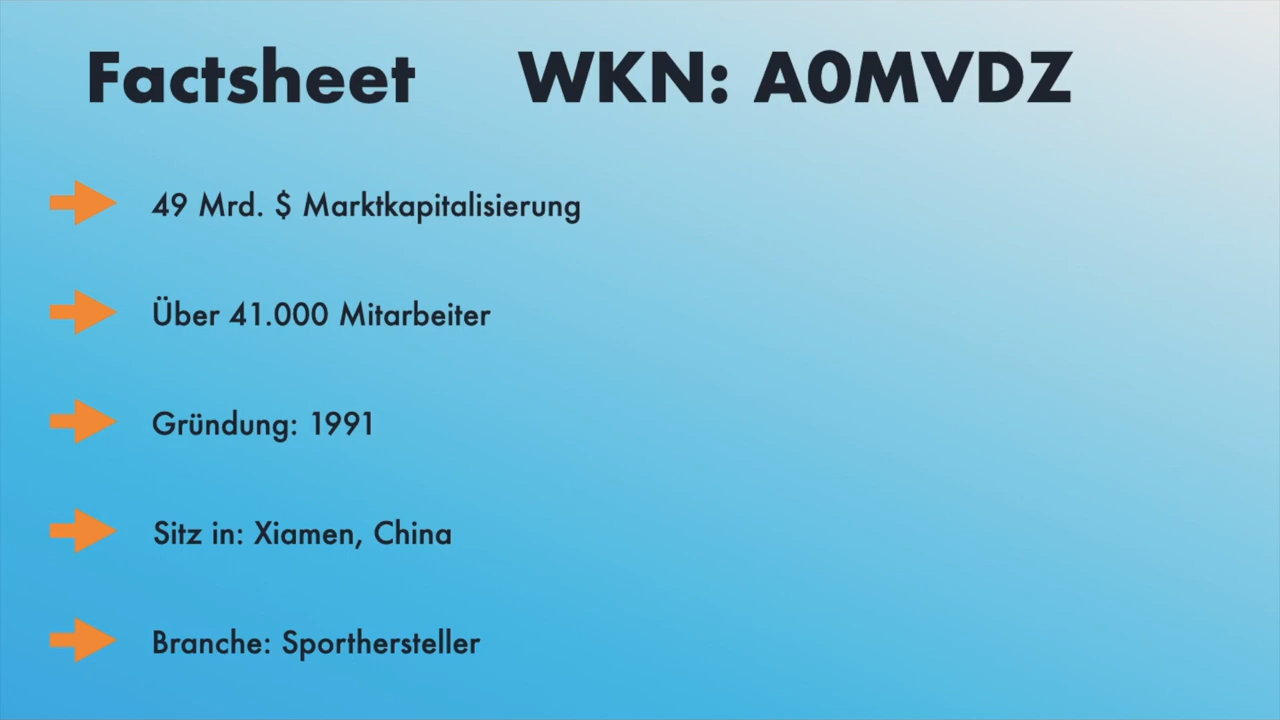 Factsheet WKN: A0MVDZ
49 Mrd. $ Marktkapitalisierung
Über 41.000 Mitarbeiter
Gründung: 1991
Sitz in: Xiamen, China
Branche: Sporthersteller